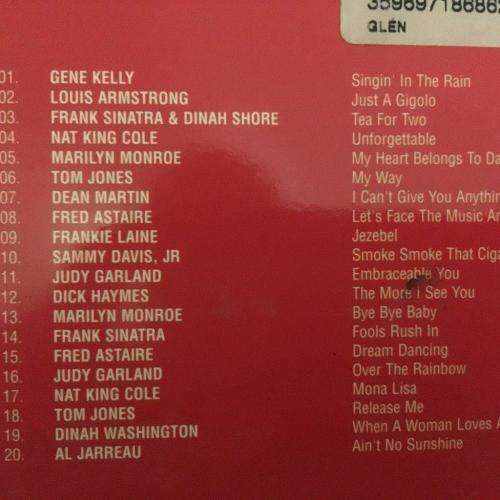 359697186862
GLÉN
01. GENE KELLY Singin' In The Rain
02. LOUIS ARMSTRONG Just A Gigolo
03. FRANK SINATRA & DINAH SHORE Tea For Two
04. NAT KING COLE Unforgettable
05. MARILYN MONROE My Heart Belongs To Da
06. TOM JONES My Way
07. DEAN MARTIN I Can't Give You Anythin
08. FRED ASTAIRE Let's Face The Music An
09. FRANKIE LAINE Jezebel
10. SAMMY DAVIS, JR Smoke Smoke That Ciga
11. JUDY GARLAND Embraceable You
12. DICK HAYMES The More I See You
13. MARILYN MONROE Bye Bye Baby
14. FRANK SINATRA Fools Rush In
15. FRED ASTAIRE Dream Dancing
16. JUDY GARLAND Over The Rainbow
17. NAT KING COLE Mona Lisa
18. TOM JONES Release Me
19. DINAH WASHINGTON When A Woman Loves A
20. AL JARREAU Ain't No Sunshine